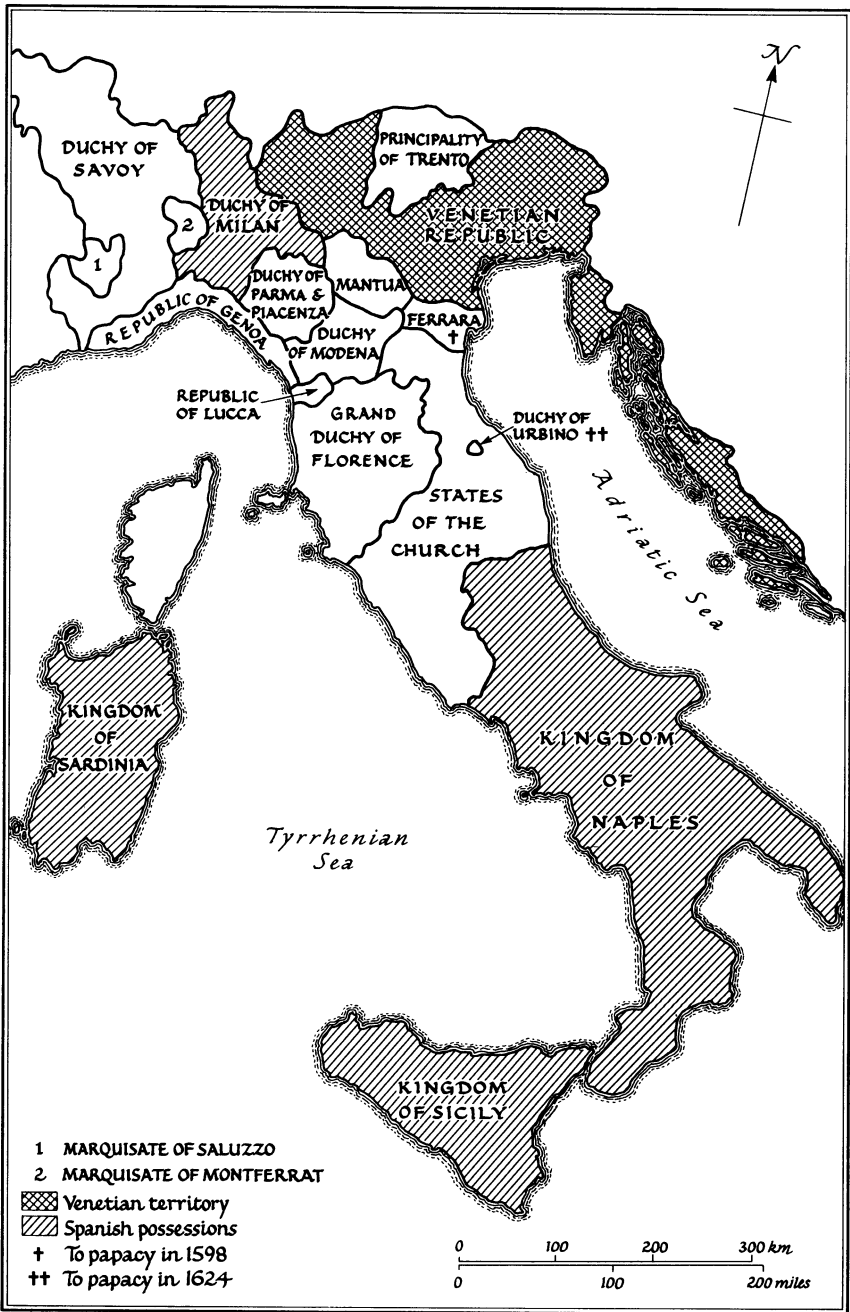 N
DUCHY OF
SAVOY
PRINCIPALITY
OF TRENTO
DUCHY OF
MILAN
2
VENETIAN
REPUBLIC
1
DUCHY OF
PARMA &
PIACENZA
MANTUA
REPUBLIC OF GENOA
FERRARA
†
DUCHY
OF MODENA
REPUBLIC
OF LUCCA
GRAND
DUCHY OF
FLORENCE
DUCHY OF
URBINO ††
STATES
OF THE
CHURCH
Adriatic Sea
KINGDOM
OF
SARDINIA
KINGDOM
OF
NAPLES
Tyrrhenian
Sea
KINGDOM
OF SICILY
1 MARQUISATE OF SALUZZO
2 MARQUISATE OF MONTFERRAT
Venetian territory
Spanish possessions
† To papacy in 1598
†† To papacy in 1624
0 100 200 300 km
0 100 200 miles